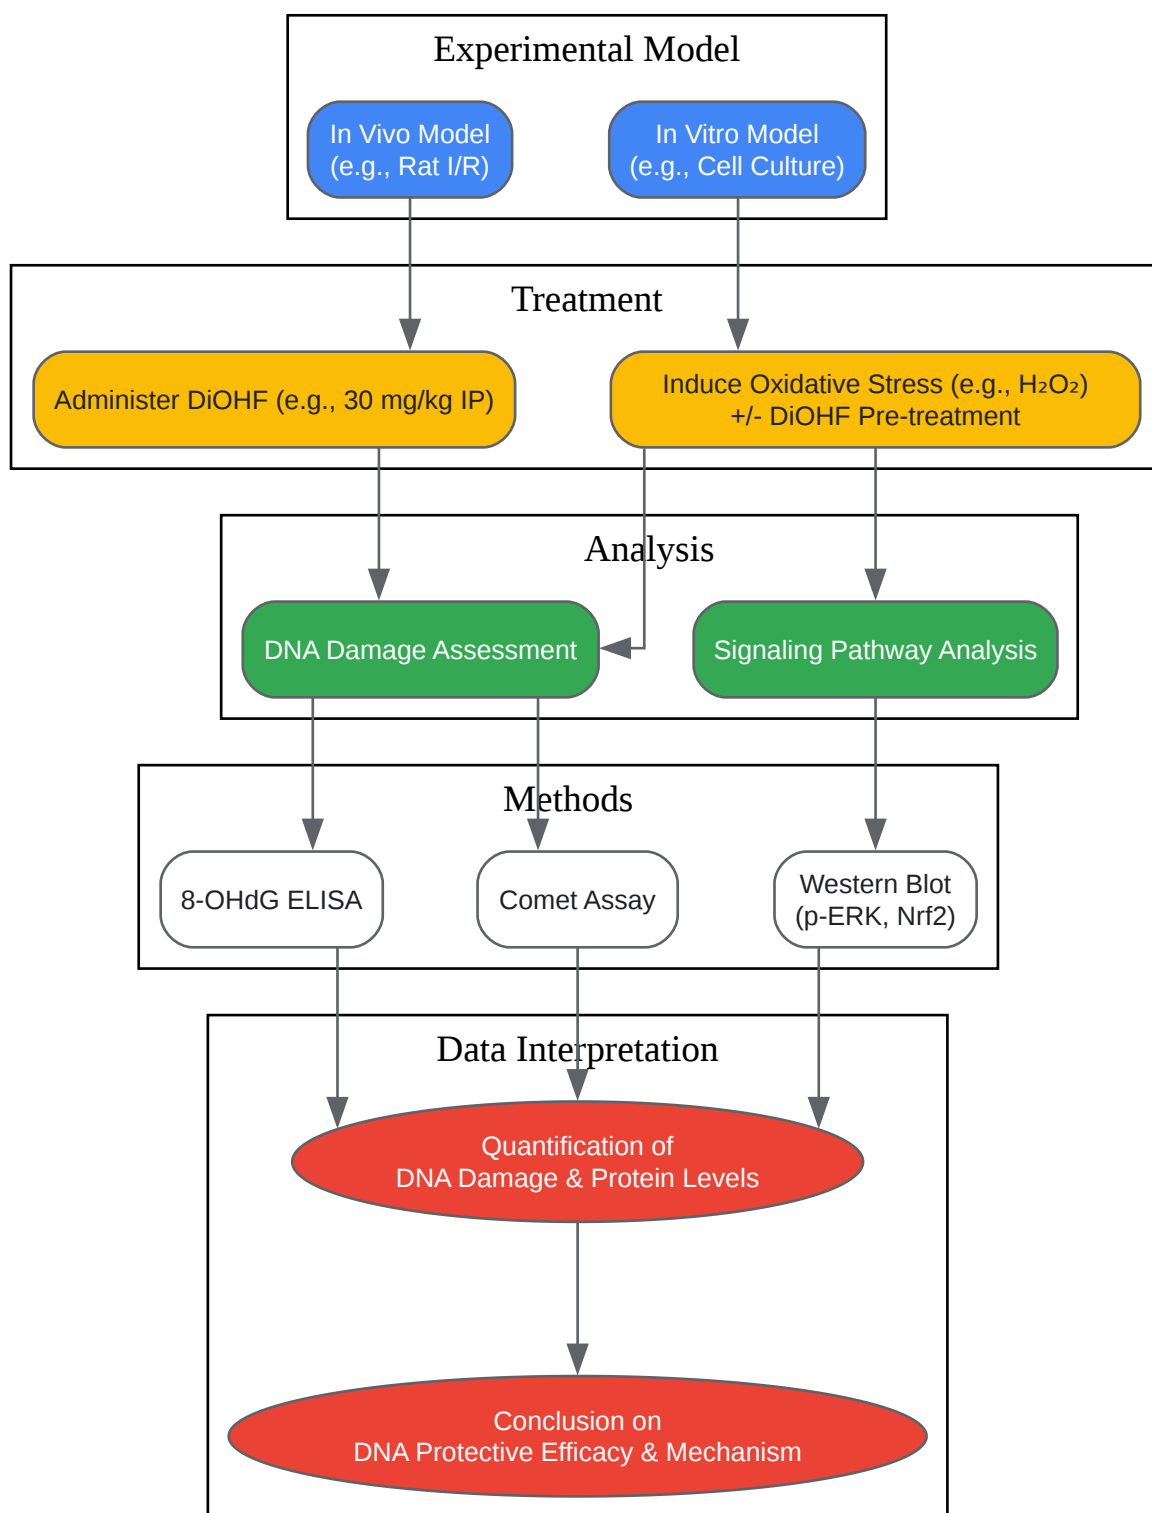 Experimental Model
In Vivo Model
(e.g., Rat I/R)
In Vitro Model
(e.g., Cell Culture)
Treatment
Administer DiOHF (e.g., 30 mg/kg IP)
Induce Oxidative Stress (e.g., H₂O₂)
+/- DiOHF Pre-treatment
Analysis
DNA Damage Assessment
Signaling Pathway Analysis
Methods
8-OHdG ELISA
Comet Assay
Western Blot
(p-ERK, Nrf2)
Data Interpretation
Quantification of
DNA Damage & Protein Levels
Conclusion on
DNA Protective Efficacy & Mechanism